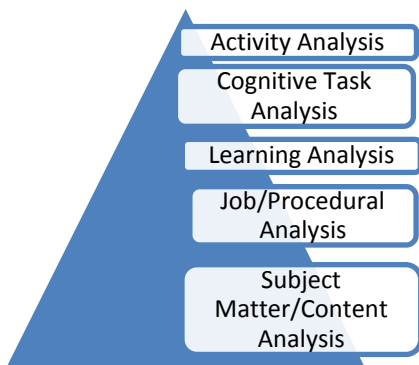 Activity Analysis
Cognitive Task
Analysis
Learning Analysis
Job/Procedural
Analysis
Subject
Matter/Content
Analysis